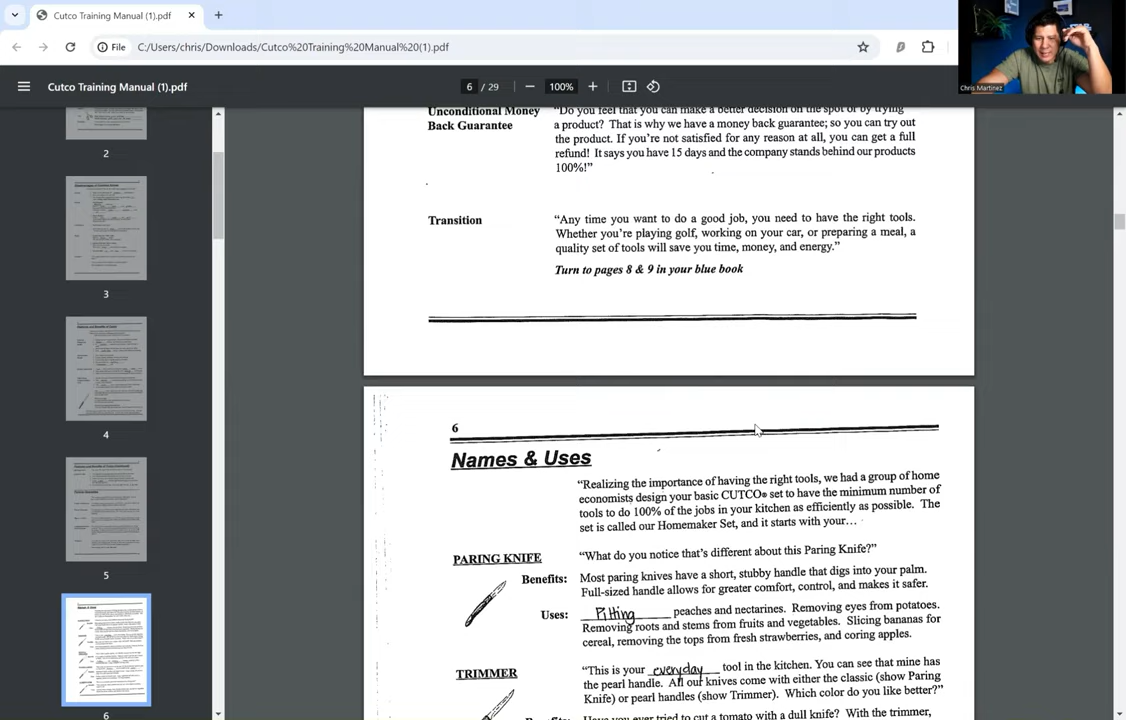 Cutco Training Manual (1).pdf
File C:/Users/chris/Downloads/Cutco%20Training%20Manual%20(1).pdf
Chris Martinez
Cutco Training Manual (1).pdf
6 / 29
100%
2
3
4
5
6
Unconditional Money
Back Guarantee
"Do you feel that you can make a better decision on the spot or by trying
a product? That is why we have a money back guarantee; so you can try out
the product. If you're not satisfied for any reason at all, you can get a full
refund! It says you have 15 days and the company stands behind our products
100%!"
Transition
"Any time you want to do a good job, you need to have the right tools.
Whether you're playing golf, working on your car, or preparing a meal, a
quality set of tools will save you time, money, and energy."
Turn to pages 8 & 9 in your blue book
6
Names & Uses
"Realizing the importance of having the right tools, we had a group of home
economists design your basic CUTCO® set to have the minimum number of
tools to do 100% of the jobs in your kitchen as efficiently as possible. The
set is called our Homemaker Set, and it starts with your…
PARING KNIFE
"What do you notice that's different about this Paring Knife?"
Benefits:
Most paring knives have a short, stubby handle that digs into your palm.
Full-sized handle allows for greater comfort, control, and makes it safer.
Uses:
Pitting peaches and nectarines. Removing eyes from potatoes.
Removing roots and stems from fruits and vegetables. Slicing bananas for
cereal, removing the tops from fresh strawberries, and coring apples.
TRIMMER
"This is your everyday tool in the kitchen. You can see that mine has
the pearl handle. All our knives come with either the classic (show Paring
Knife) or pearl handles (show Trimmer). Which color do you like better?"
Benefits:
Have you ever tried to cut a tomato with a dull knife? With the trimmer,